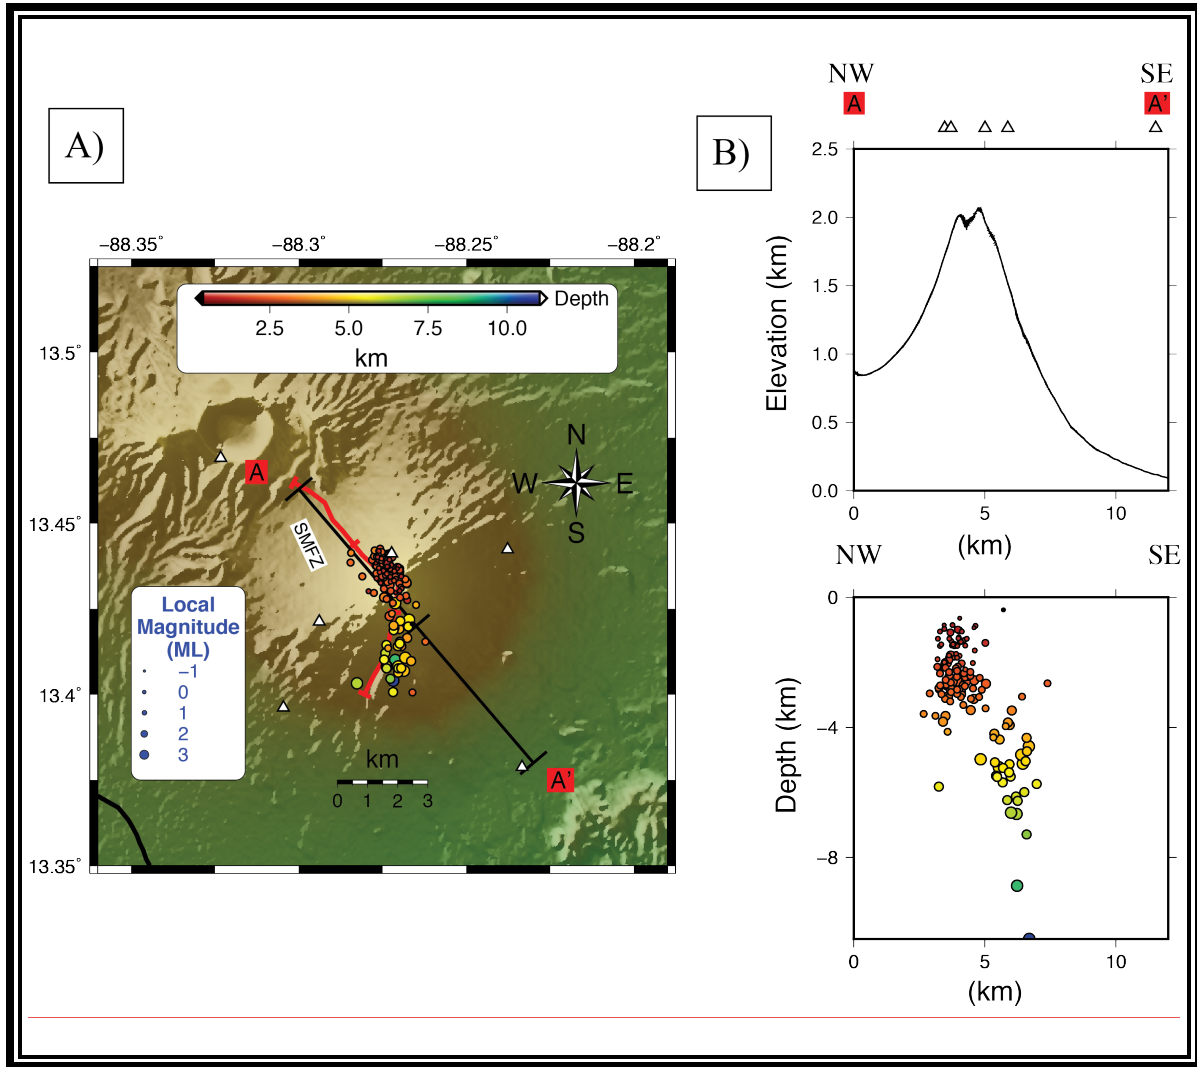 A)
−88.35˚
−88.3˚
−88.25˚
−88.2˚
13.5˚
13.45˚
13.4˚
13.35˚
Depth
2.5
5.0
7.5
10.0
km
N
W
E
S
A
SMFZ
A'
Local
Magnitude
(ML)
−1
0
1
2
3
km
0
1
2
3
B)
NW
SE
A
A'
2.5
2.0
1.5
1.0
0.5
0.0
Elevation (km)
0
5
10
(km)
NW
SE
0
−4
−8
Depth (km)
0
5
10
(km)